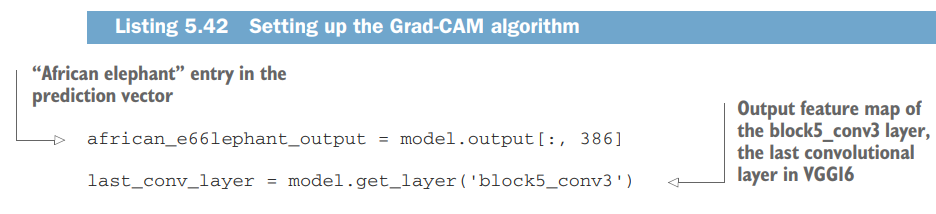 Listing 5.42 Setting up the Grad-CAM algorithm
“African elephant” entry in the
prediction vector
african_e66lephant_output = model.output[:, 386]
last_conv_layer = model.get_layer('block5_conv3')
Output feature map of
the block5_conv3 layer,
the last convolutional
layer in VGG16